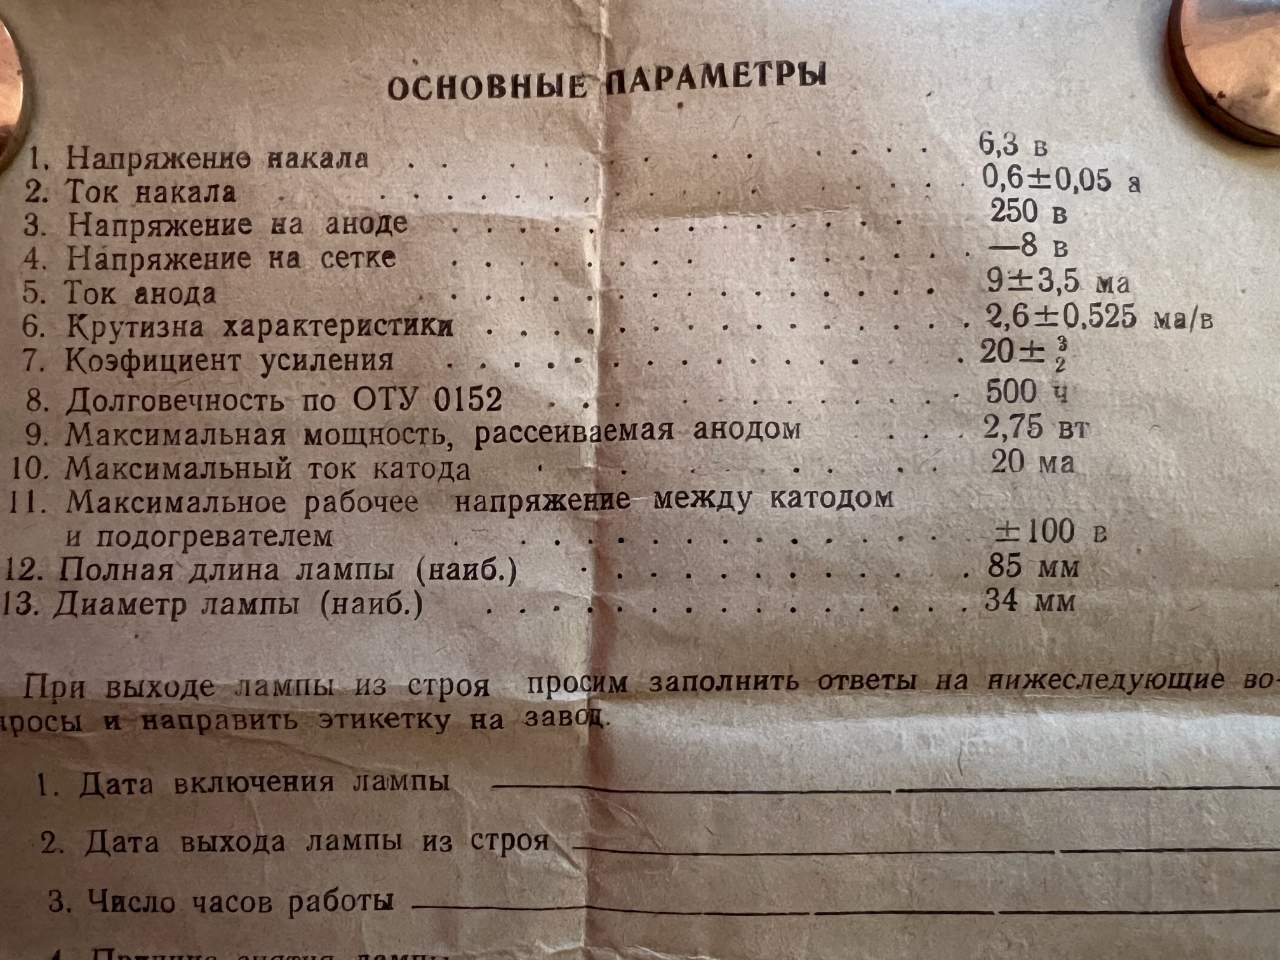 ОСНОВНЫЕ ПАРАМЕТРЫ
1. Напряжение накала . . . . . . . . . . . . 6,3 в
2. Ток накала . . . . . . . . . . . . . . . 0,6±0,05 а
3. Напряжение на аноде . . . . . . . . . . . . . . 250 в
4. Напряжение на сетке . . . . . . . . . . . . —8 в
5. Ток анода . . . . . . . . . . . . . . . 9±3,5 ма
6. Крутизна характеристики . . . . . . . . . . . . . . . 2,6±0,525 ма/в
7. Коэфициент усиления . . . . . . . . . . . . . . . 20± 3/2
8. Долговечность по ОТУ 0152 . . . . . . . . . . . . 500 ч
9. Максимальная мощность, рассеиваемая анодом . . . . 2,75 вт
10. Максимальный ток катода . . . . . . . . . 20 ма
11. Максимальное рабочее напряжение между катодом
и подогревателем . . . . . . . . . . . . . . ±100 в
12. Полная длина лампы (наиб.) . . . . . . . . . . . . 85 мм
13. Диаметр лампы (наиб.) . . . . . . . . . . . . . . . 34 мм
При выходе лампы из строя просим заполнить ответы на нижеследующие во-
просы и направить этикетку на завод.
1. Дата включения лампы
2. Дата выхода лампы из строя
3. Число часов работы
4. Причина снятия лампы